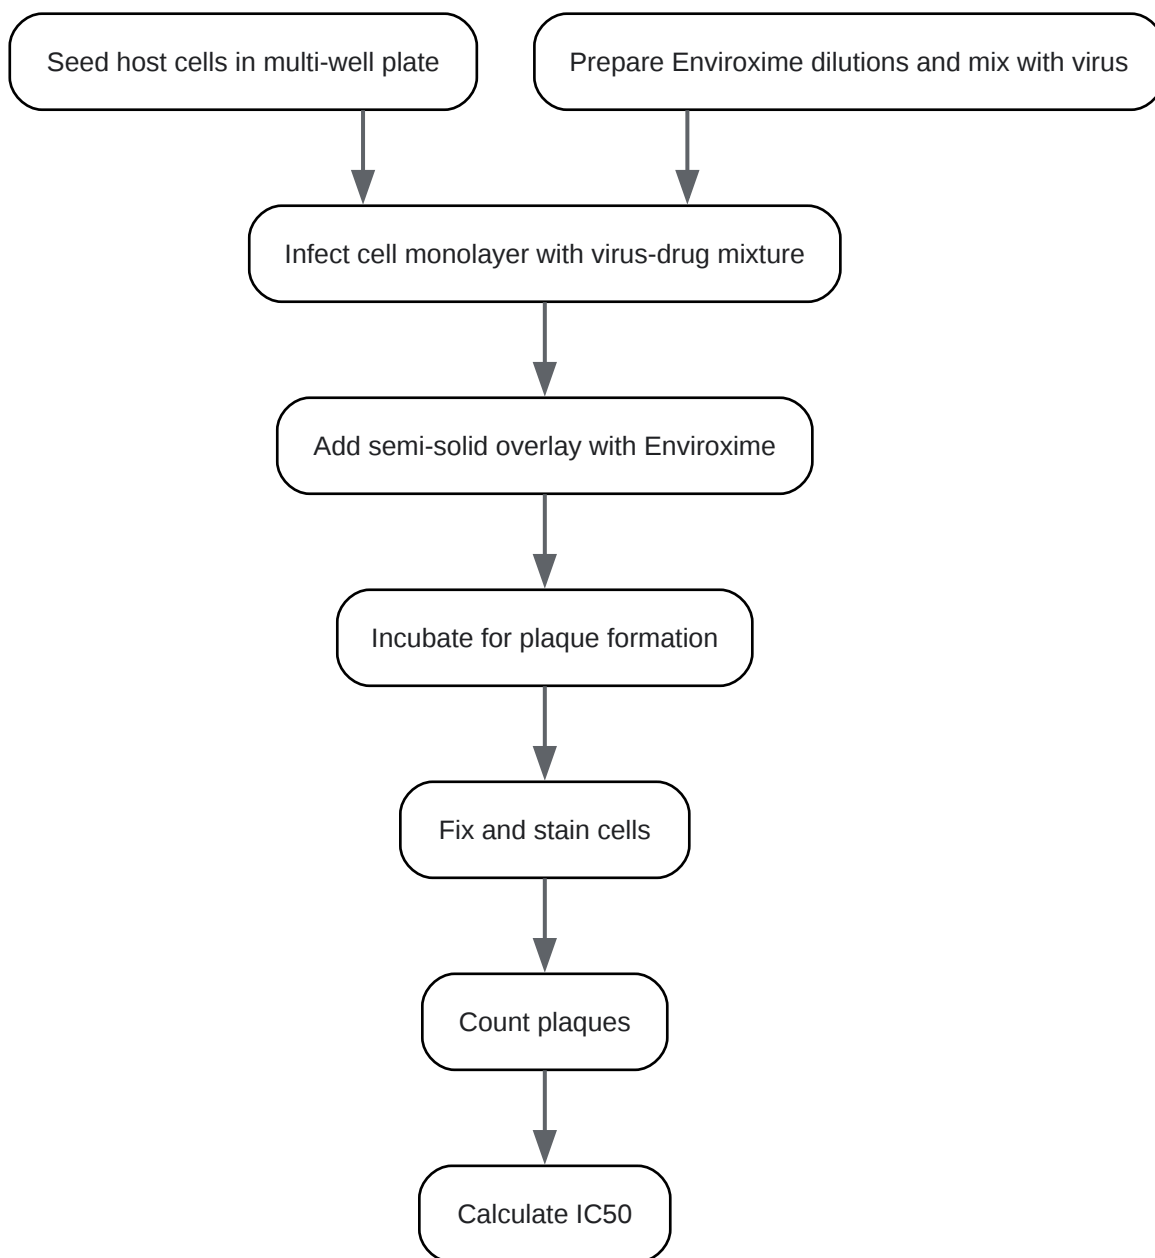 Seed host cells in multi-well plate
Prepare Enviroxime dilutions and mix with virus
Infect cell monolayer with virus-drug mixture
Add semi-solid overlay with Enviroxime
Incubate for plaque formation
Fix and stain cells
Count plaques
Calculate IC50